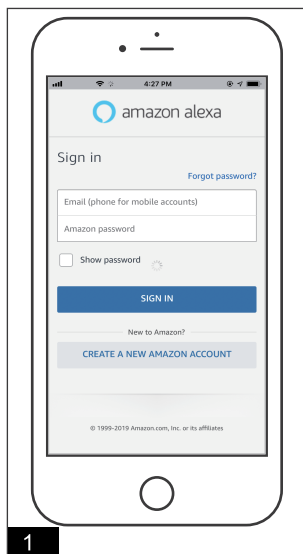 4:27 PM
amazon alexa
Sign in
Forgot password?
Email (phone for mobile accounts)
Amazon password
Show password
SIGN IN
New to Amazon?
CREATE A NEW AMAZON ACCOUNT
© 1999-2019 Amazon.com, Inc. or its affiliates
1